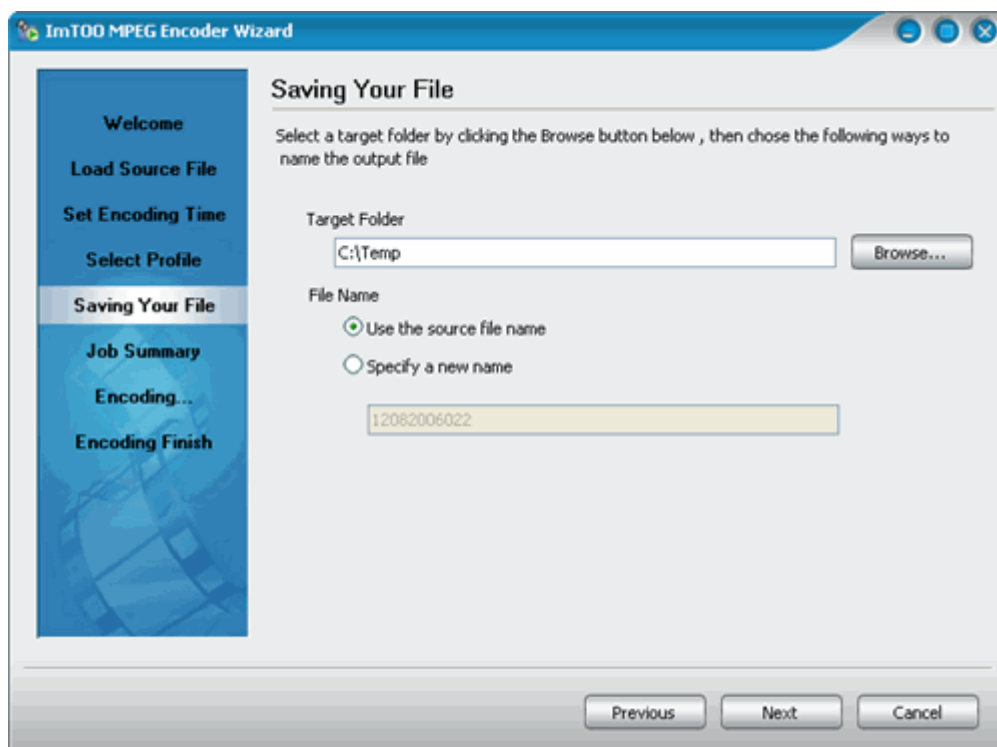 ImTOO MPEG Encoder Wizard
Welcome
Load Source File
Set Encoding Time
Select Profile
Saving Your File
Job Summary
Encoding...
Encoding Finish
Saving Your File
Select a target folder by clicking the Browse button below , then chose the following ways to
name the output file
Target Folder
C:\Temp
Browse...
File Name
Use the source file name
Specify a new name
12082006022
Previous
Next
Cancel